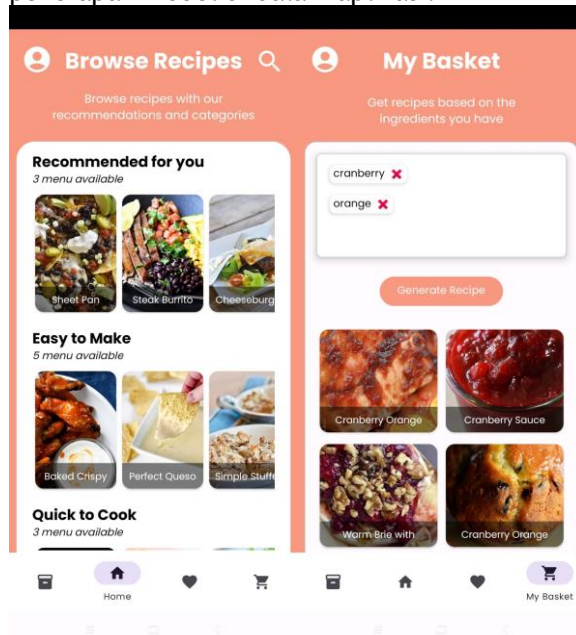 Browse Recipes
Browse recipes with our
recommendations and categories
Recommended for you
3 menu available
Sheet Pan
Steak Burrito
Cheeseburg
Easy to Make
5 menu available
Baked Crispy
Perfect Queso
Simple Stuffe
Quick to Cook
3 menu available
Home
My Basket
Get recipes based on the
ingredients you have
cranberry
orange
Generate Recipe
Cranberry Orange
Cranberry Sauce
Warm Brie with
Cranberry Orange
My Basket